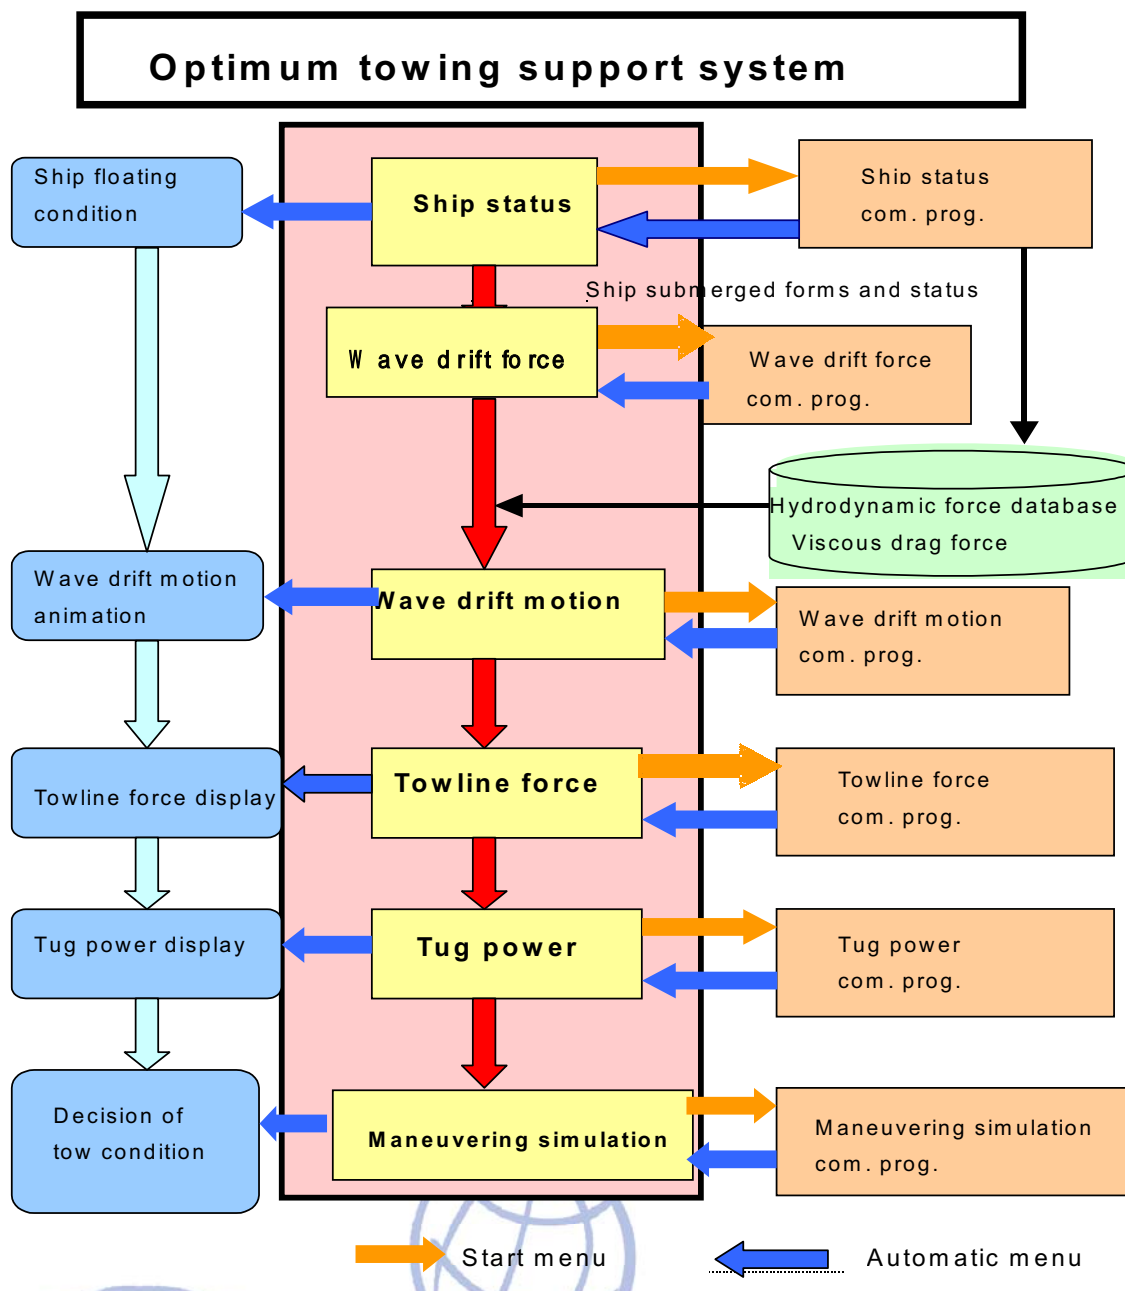 Optimum towing support system
Ship floating
condition
Ship status
Ship status
com. prog.
Ship submerged forms and status
Wave drift force
Wave drift force
com. prog.
Hydrodynamic force database
Viscous drag force
Wave drift motion
animation
Wave drift motion
Wave drift motion
com. prog.
Towline force display
Towline force
Towline force
com. prog.
Tug power display
Tug power
Tug power
com. prog.
Decision of
tow condition
Maneuvering simulation
Maneuvering simulation
com. prog.
Start menu
Automatic menu